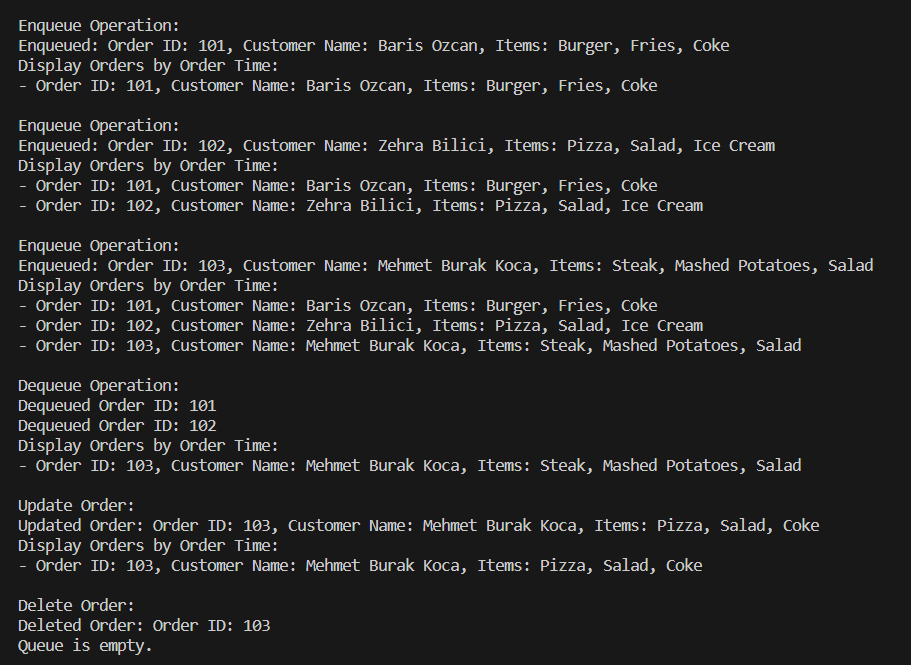 Enqueue Operation:
Enqueued: Order ID: 101, Customer Name: Baris Ozcan, Items: Burger, Fries, Coke
Display Orders by Order Time:
- Order ID: 101, Customer Name: Baris Ozcan, Items: Burger, Fries, Coke

Enqueue Operation:
Enqueued: Order ID: 102, Customer Name: Zehra Bilici, Items: Pizza, Salad, Ice Cream
Display Orders by Order Time:
- Order ID: 101, Customer Name: Baris Ozcan, Items: Burger, Fries, Coke
- Order ID: 102, Customer Name: Zehra Bilici, Items: Pizza, Salad, Ice Cream

Enqueue Operation:
Enqueued: Order ID: 103, Customer Name: Mehmet Burak Koca, Items: Steak, Mashed Potatoes, Salad
Display Orders by Order Time:
- Order ID: 101, Customer Name: Baris Ozcan, Items: Burger, Fries, Coke
- Order ID: 102, Customer Name: Zehra Bilici, Items: Pizza, Salad, Ice Cream
- Order ID: 103, Customer Name: Mehmet Burak Koca, Items: Steak, Mashed Potatoes, Salad

Dequeue Operation:
Dequeued Order ID: 101
Dequeued Order ID: 102
Display Orders by Order Time:
- Order ID: 103, Customer Name: Mehmet Burak Koca, Items: Steak, Mashed Potatoes, Salad

Update Order:
Updated Order: Order ID: 103, Customer Name: Mehmet Burak Koca, Items: Pizza, Salad, Coke
Display Orders by Order Time:
- Order ID: 103, Customer Name: Mehmet Burak Koca, Items: Pizza, Salad, Coke

Delete Order:
Deleted Order: Order ID: 103
Queue is empty.